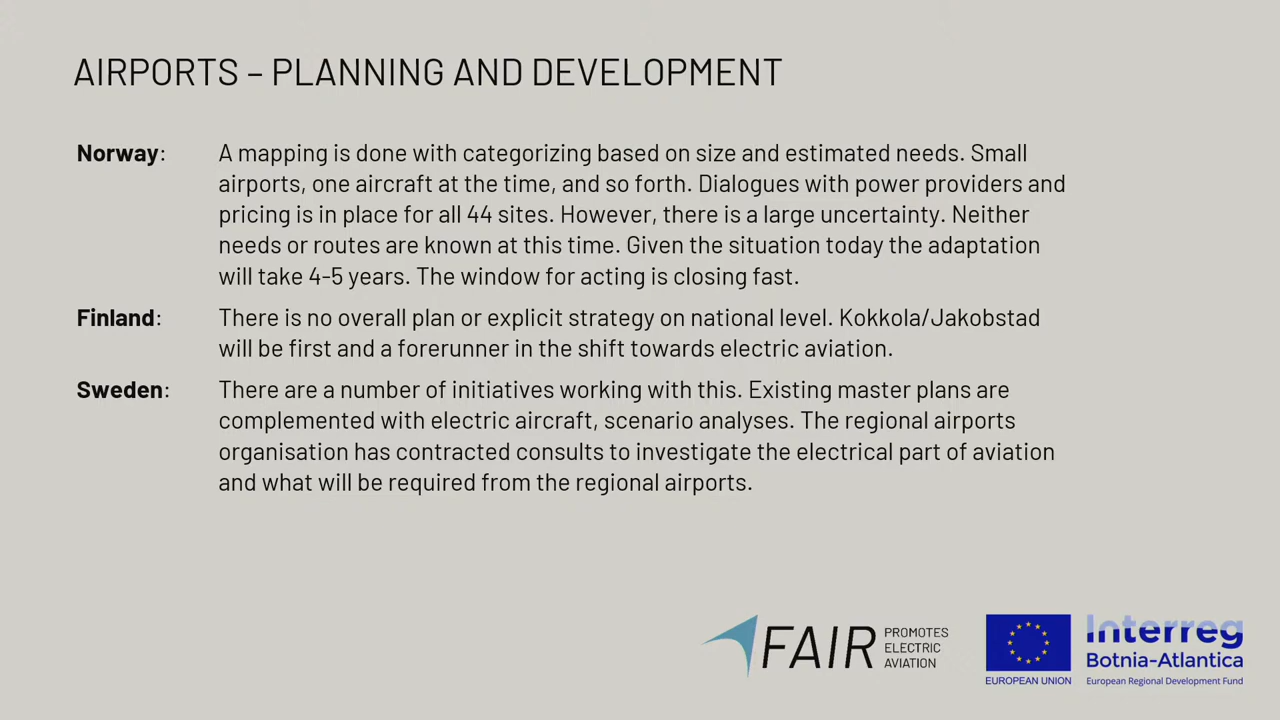 AIRPORTS – PLANNING AND DEVELOPMENT
Norway: A mapping is done with categorizing based on size and estimated needs. Small
airports, one aircraft at the time, and so forth. Dialogues with power providers and
pricing is in place for all 44 sites. However, there is a large uncertainty. Neither
needs or routes are known at this time. Given the situation today the adaptation
will take 4-5 years. The window for acting is closing fast.
Finland: There is no overall plan or explicit strategy on national level. Kokkola/Jakobstad
will be first and a forerunner in the shift towards electric aviation.
Sweden: There are a number of initiatives working with this. Existing master plans are
complemented with electric aircraft, scenario analyses. The regional airports
organisation has contracted consults to investigate the electrical part of aviation
and what will be required from the regional airports.
FAIR
PROMOTES
ELECTRIC
AVIATION
EUROPEAN UNION
Interreg
Botnia-Atlantica
European Regional Development Fund